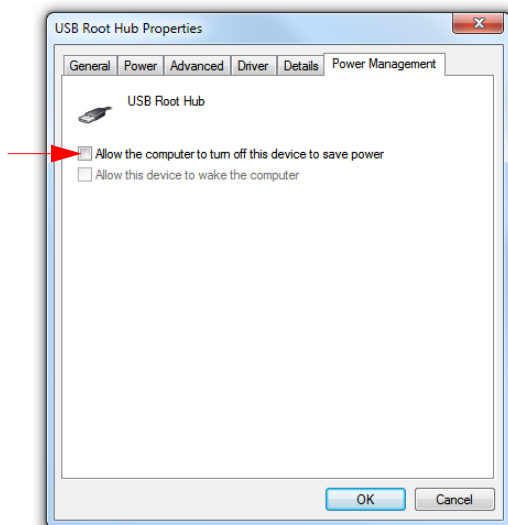 USB Root Hub Properties
General Power Advanced Driver Details Power Management
USB Root Hub
Allow the computer to turn off this device to save power
Allow this device to wake the computer
OK Cancel